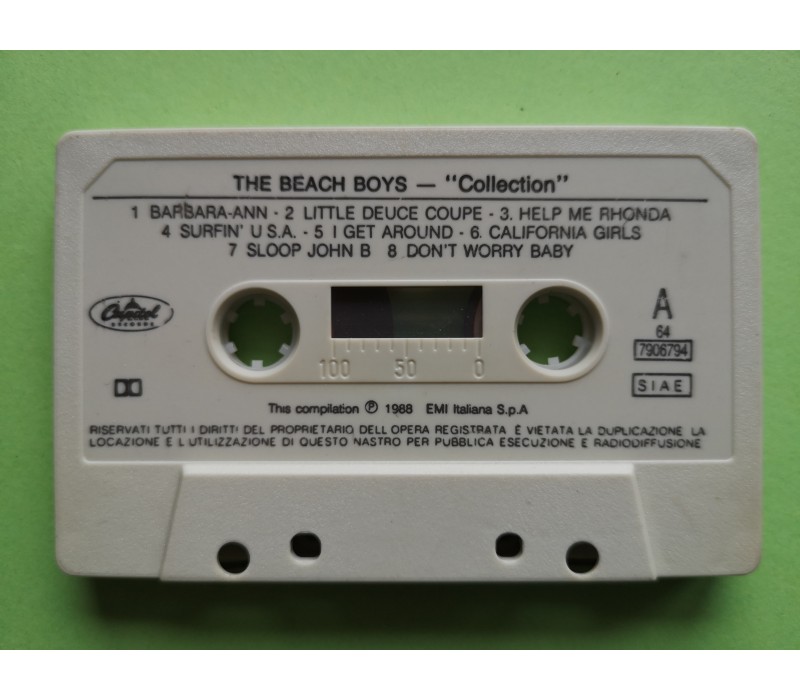 THE BEACH BOYS — "Collection"
1 BARBARA-ANN - 2 LITTLE DEUCE COUPE - 3. HELP ME RHONDA
4 SURFIN' U S.A. - 5 I GET AROUND - 6. CALIFORNIA GIRLS
7 SLOOP JOHN B 8 DON'T WORRY BABY
Capitol
RECORDS
A
64
7906794
SIAE
100 50 0
This compilation ℗ 1988 EMI Italiana S.p.A
RISERVATI TUTTI I DIRITTI DEL PROPRIETARIO DELL OPERA REGISTRATA E VIETATA LA DUPLICAZIONE LA
LOCAZIONE E L UTILIZZAZIONE DI QUESTO NASTRO PER PUBBLICA ESECUZIONE E RADIODIFFUSIONE